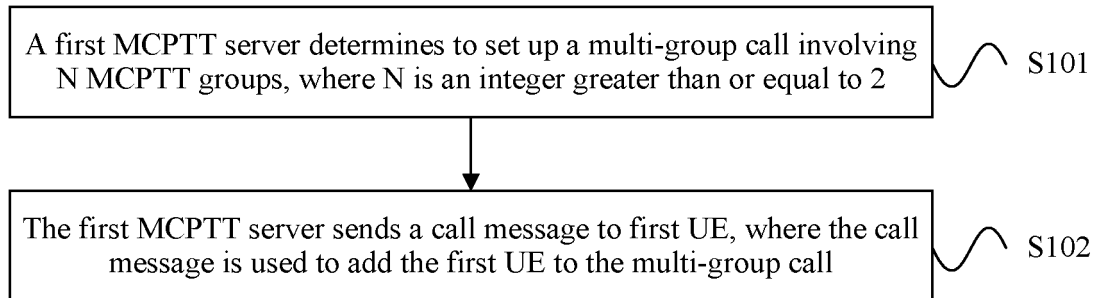 A first MCPTT server determines to set up a multi-group call involving
N MCPTT groups, where N is an integer greater than or equal to 2
S101
The first MCPTT server sends a call message to first UE, where the call
message is used to add the first UE to the multi-group call
S102